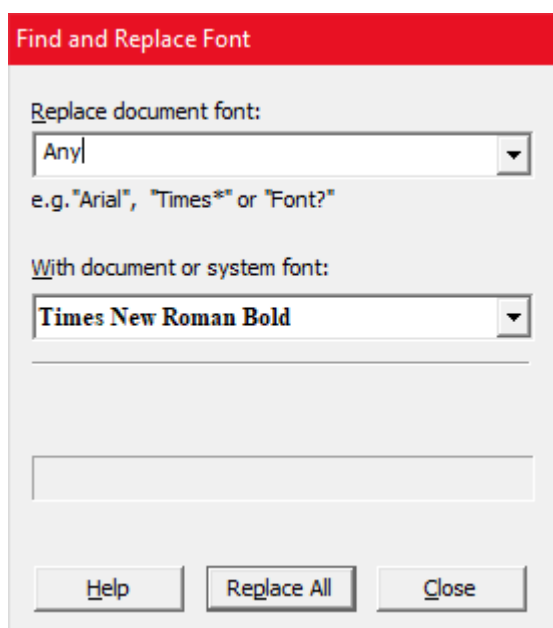 Find and Replace Font
Replace document font:
Any
e.g."Arial", "Times*" or "Font?"
With document or system font:
Times New Roman Bold
Help Replace All Close